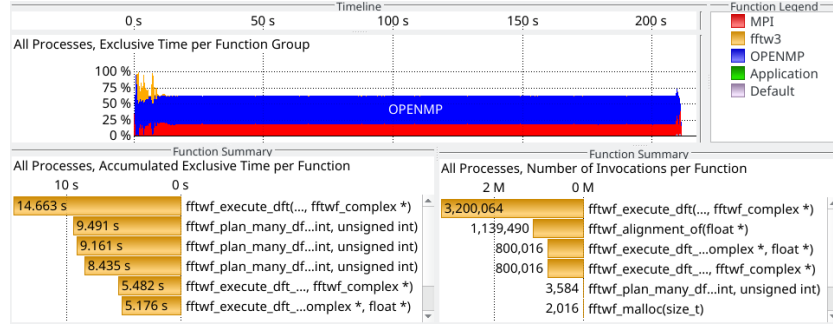 Timeline
0 s 50 s 100 s 150 s 200 s
All Processes, Exclusive Time per Function Group
100 %
75 %
50 %
25 %
0 %
OPENMP
Function Legend
MPI
fftw3
OPENMP
Application
Default
Function Summary
All Processes, Accumulated Exclusive Time per Function
10 s 0 s
14.663 s fftwf_execute_dft(..., fftwf_complex *)
9.491 s fftwf_plan_many_df...int, unsigned int)
9.161 s fftwf_plan_many_df...int, unsigned int)
8.435 s fftwf_plan_many_df...int, unsigned int)
5.482 s fftwf_execute_dft_..., fftwf_complex *)
5.176 s fftwf_execute_dft_...omplex *, float *)
Function Summary
All Processes, Number of Invocations per Function
2 M 0 M
3,200,064 fftwf_execute_dft(..., fftwf_complex *)
1,139,490 fftwf_alignment_of(float *)
800,016 fftwf_execute_dft_...omplex *, float *)
800,016 fftwf_execute_dft_..., fftwf_complex *)
3,584 fftwf_plan_many_df...int, unsigned int)
2,016 fftwf_malloc(size_t)